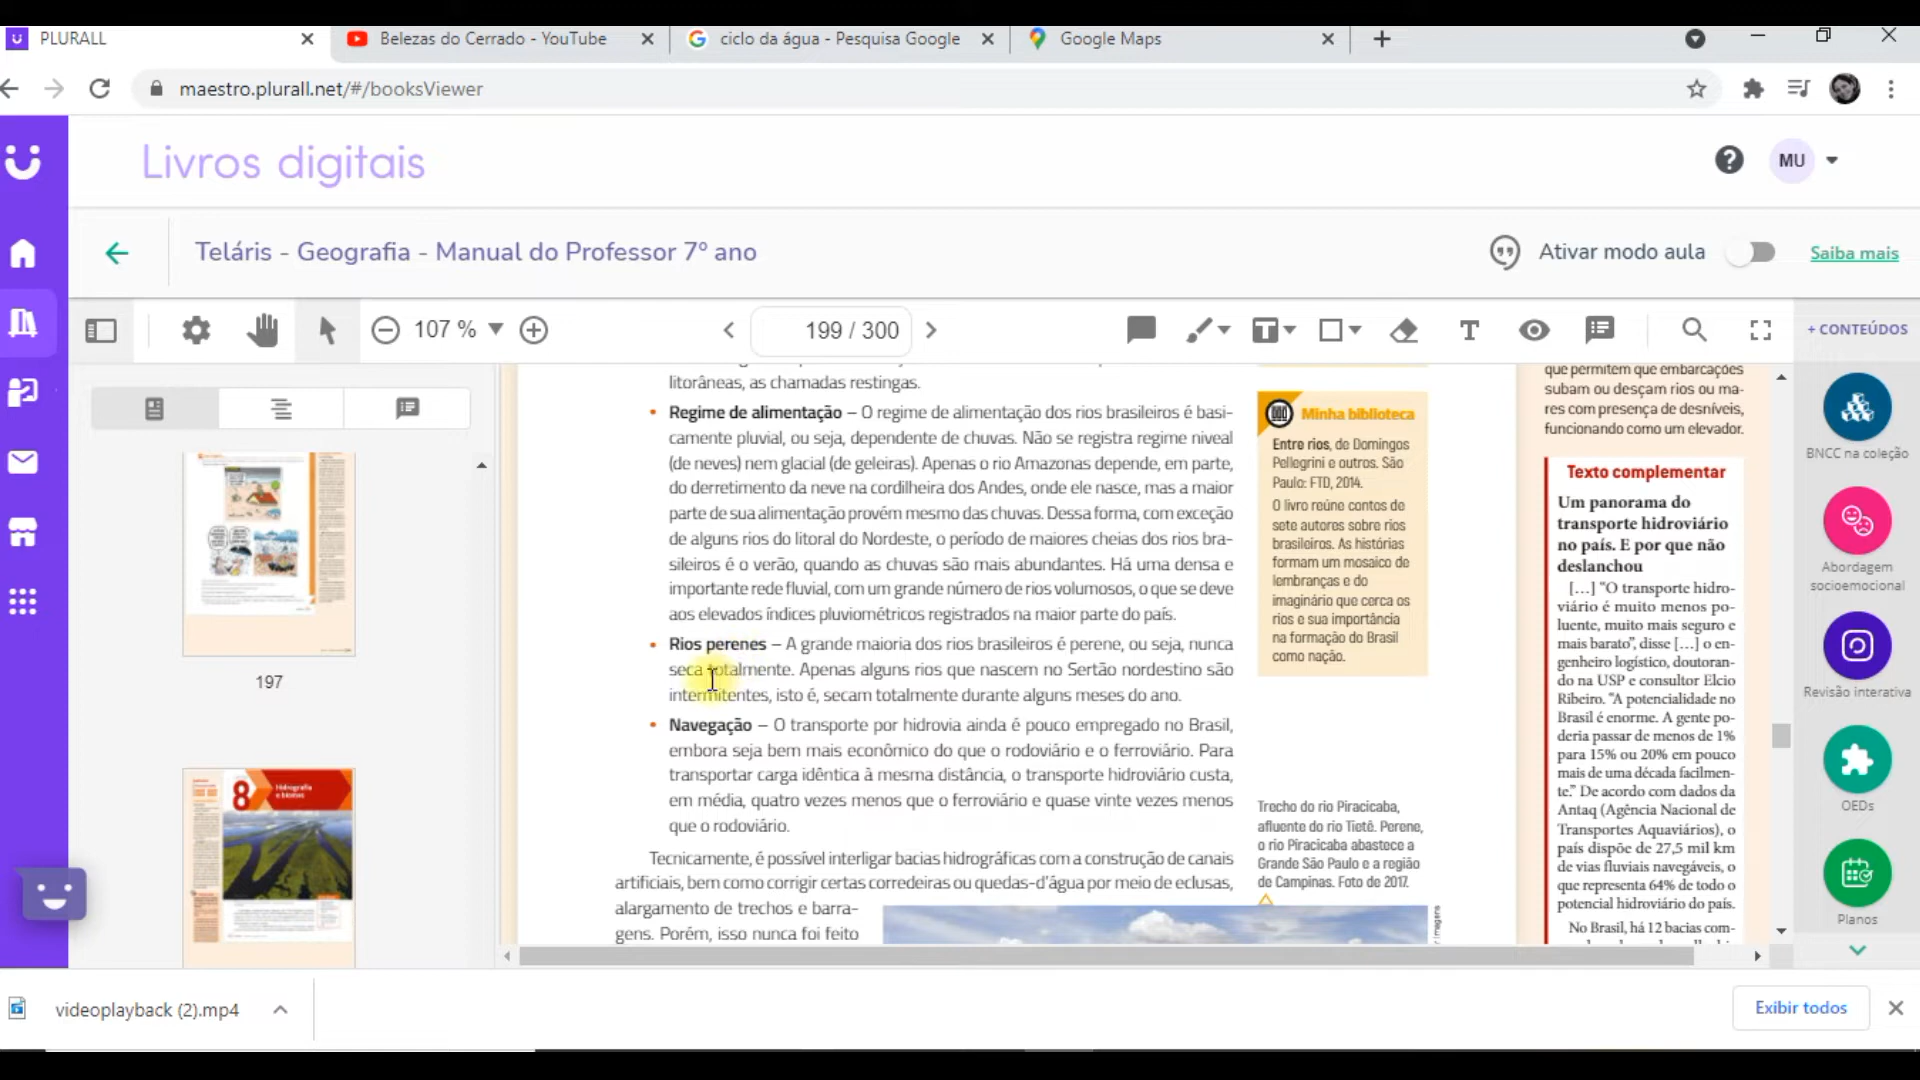 PLURALL
Belezas do Cerrado - YouTube
ciclo da água - Pesquisa Google
Google Maps
maestro.plurall.net/#/booksViewer
Livros digitais
MU
Teláris - Geografia - Manual do Professor 7º ano
Ativar modo aula
Saiba mais
107 %
199 / 300
+ CONTEÚDOS
197
8
Hidrografia
e biomas
litorâneas, as chamadas restingas.
• Regime de alimentação – O regime de alimentação dos rios brasileiros é basi-
camente pluvial, ou seja, dependente de chuvas. Não se registra regime niveal
(de neves) nem glacial (de geleiras). Apenas o rio Amazonas depende, em parte,
do derretimento da neve na cordilheira dos Andes, onde ele nasce, mas a maior
parte de sua alimentação provém mesmo das chuvas. Dessa forma, com exceção
de alguns rios do litoral do Nordeste, o período de maiores cheias dos rios bra-
sileiros é o verão, quando as chuvas são mais abundantes. Há uma densa e
importante rede fluvial, com um grande número de rios volumosos, o que se deve
aos elevados índices pluviométricos registrados na maior parte do país.
• Rios perenes – A grande maioria dos rios brasileiros é perene, ou seja, nunca
seca totalmente. Apenas alguns rios que nascem no Sertão nordestino são
intermitentes, isto é, secam totalmente durante alguns meses do ano.
• Navegação – O transporte por hidrovia ainda é pouco empregado no Brasil,
embora seja bem mais econômico do que o rodoviário e o ferroviário. Para
transportar carga idêntica à mesma distância, o transporte hidroviário custa,
em média, quatro vezes menos que o ferroviário e quase vinte vezes menos
que o rodoviário.
Tecnicamente, é possível interligar bacias hidrográficas com a construção de canais
artificiais, bem como corrigir certas corredeiras ou quedas-d'água por meio de eclusas,
alargamento de trechos e barra-
gens. Porém, isso nunca foi feito
Minha biblioteca
Entre rios, de Domingos
Pellegrini e outros. São
Paulo: FTD, 2014.
O livro reúne contos de
sete autores sobre rios
brasileiros. As histórias
formam um mosaico de
lembranças e do
imaginário que cerca os
rios e sua importância
na formação do Brasil
como nação.
Trecho do rio Piracicaba,
afluente do rio Tietê. Perene,
o rio Piracicaba abastece a
Grande São Paulo e a região
de Campinas. Foto de 2017.
que permitem que embarcações
subam ou desçam rios ou ma-
res com presença de desníveis,
funcionando como um elevador.
Texto complementar
Um panorama do
transporte hidroviário
no país. E por que não
deslanchou
[…] “O transporte hidro-
viário é muito menos po-
luente, muito mais seguro e
mais barato”, disse […] o en-
genheiro logístico, doutoran-
do na USP e consultor Elcio
Ribeiro. “A potencialidade no
Brasil é enorme. A gente po-
deria passar de menos de 1%
para 15% ou 20% em pouco
mais de uma década facilmen-
te.” De acordo com dados da
Antaq (Agência Nacional de
Transportes Aquaviários), o
país dispõe de 27,5 mil km
de vias fluviais navegáveis, o
que representa 64% de todo o
potencial hidroviário do país.
No Brasil, há 12 bacias com-
BNCC na coleção
Abordagem
socioemocional
Revisão interativa
OEDs
Planos
videoplayback (2).mp4
Exibir todos